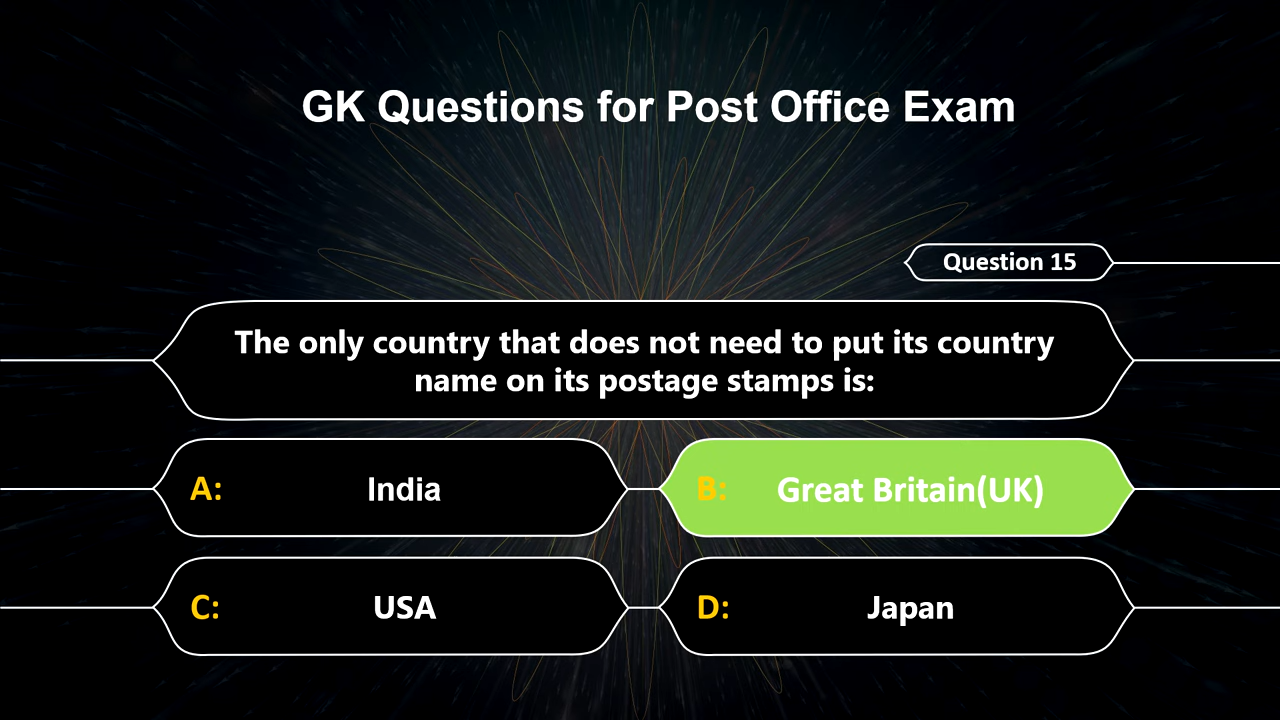 GK Questions for Post Office Exam
Question 15
The only country that does not need to put its country
name on its postage stamps is:
A: India
B: Great Britain(UK)
C: USA
D: Japan